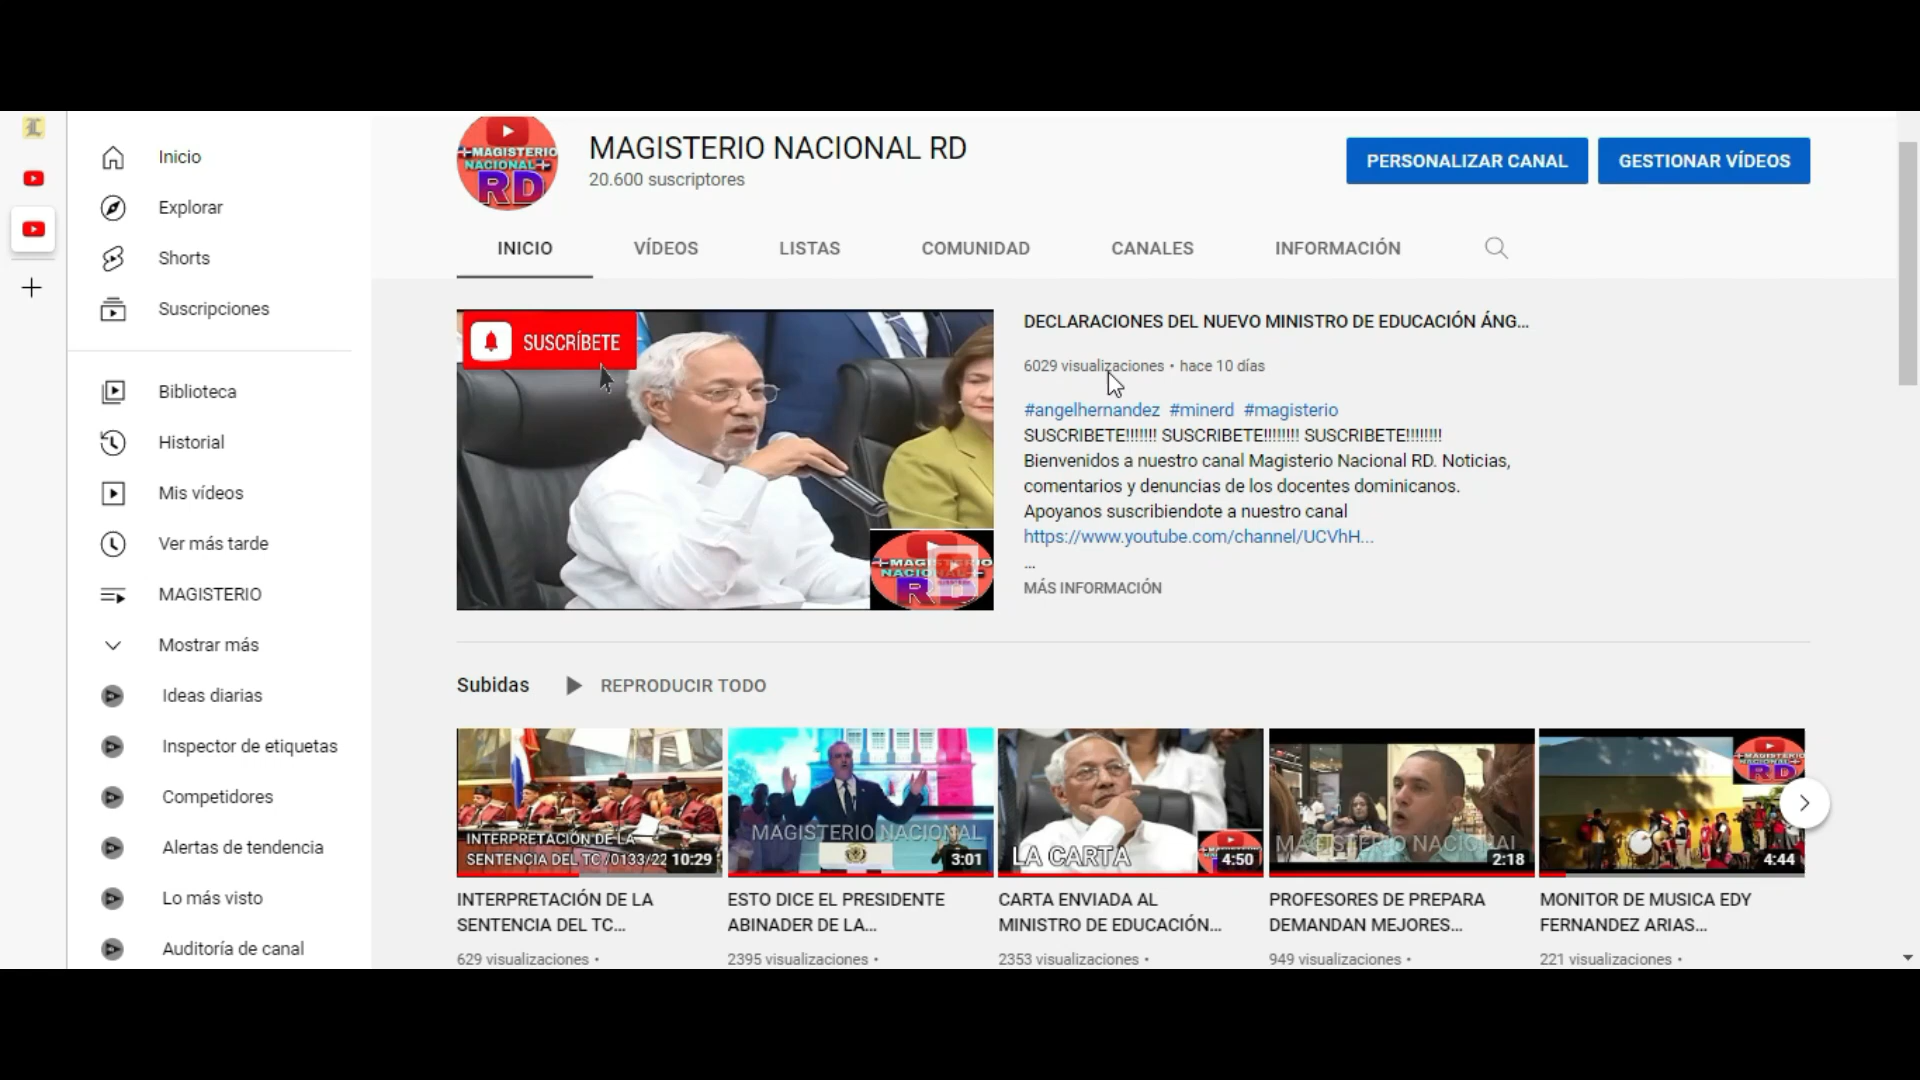 MAGISTERIO
NACIONAL
RD
MAGISTERIO NACIONAL RD
20.600 suscriptores
PERSONALIZAR CANAL
GESTIONAR VÍDEOS
INICIO
VÍDEOS
LISTAS
COMUNIDAD
CANALES
INFORMACIÓN
Inicio
Explorar
Shorts
Suscripciones
Biblioteca
Historial
Mis vídeos
Ver más tarde
MAGISTERIO
Mostrar más
Ideas diarias
Inspector de etiquetas
Competidores
Alertas de tendencia
Lo más visto
Auditoría de canal
SUSCRÍBETE
DECLARACIONES DEL NUEVO MINISTRO DE EDUCACIÓN ÁNG...
6029 visualizaciones • hace 10 días
#angelhernandez #minerd #magisterio
SUSCRIBETE!!!!!!! SUSCRIBETE!!!!!!!! SUSCRIBETE!!!!!!!!
Bienvenidos a nuestro canal Magisterio Nacional RD. Noticias,
comentarios y denuncias de los docentes dominicanos.
Apoyanos suscribiendote a nuestro canal
https://www.youtube.com/channel/UCVhH...
...
MÁS INFORMACIÓN
Subidas
REPRODUCIR TODO
INTERPRETACIÓN DE LA
SENTENCIA DEL TC/0133/22 10:29
INTERPRETACIÓN DE LA
SENTENCIA DEL TC...
629 visualizaciones •
MAGISTERIO NACIONAL
3:01
ESTO DICE EL PRESIDENTE
ABINADER DE LA...
2395 visualizaciones •
LA CARTA
4:50
CARTA ENVIADA AL
MINISTRO DE EDUCACIÓN...
2353 visualizaciones •
MAGISTERIO NACIONAL
2:18
PROFESORES DE PREPARA
DEMANDAN MEJORES...
949 visualizaciones •
MAGISTERIO
NACIONAL
RD
4:44
MONITOR DE MUSICA EDY
FERNANDEZ ARIAS...
221 visualizaciones •